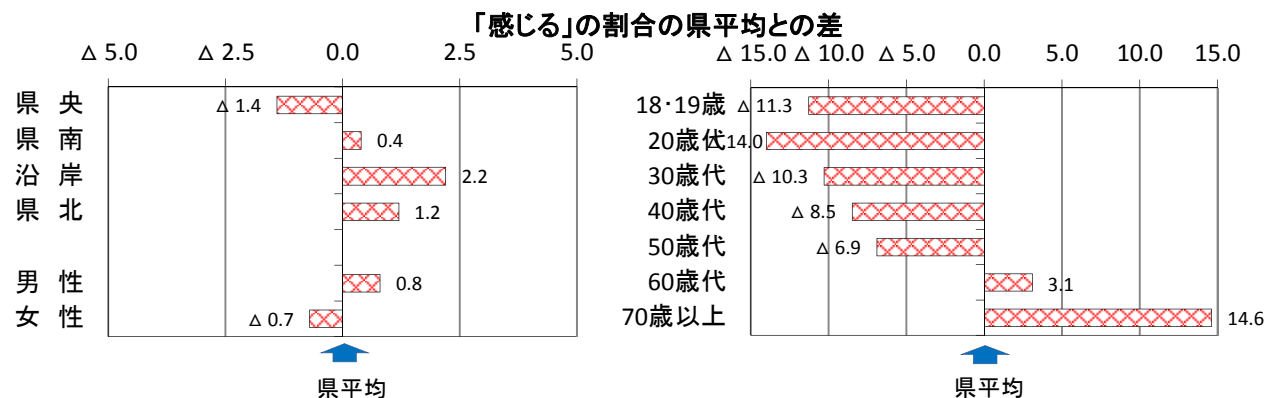 「感じる」の割合の県平均との差
△ 5.0 △ 2.5 0.0 2.5 5.0
県 央 △ 1.4
県 南 0.4
沿 岸 2.2
県 北 1.2
男 性 0.8
女 性 △ 0.7
県平均
△ 15.0 △ 10.0 △ 5.0 0.0 5.0 10.0 15.0
18･19歳 △ 11.3
20歳代 △ 14.0
30歳代 △ 10.3
40歳代 △ 8.5
50歳代 △ 6.9
60歳代 3.1
70歳以上 14.6
県平均